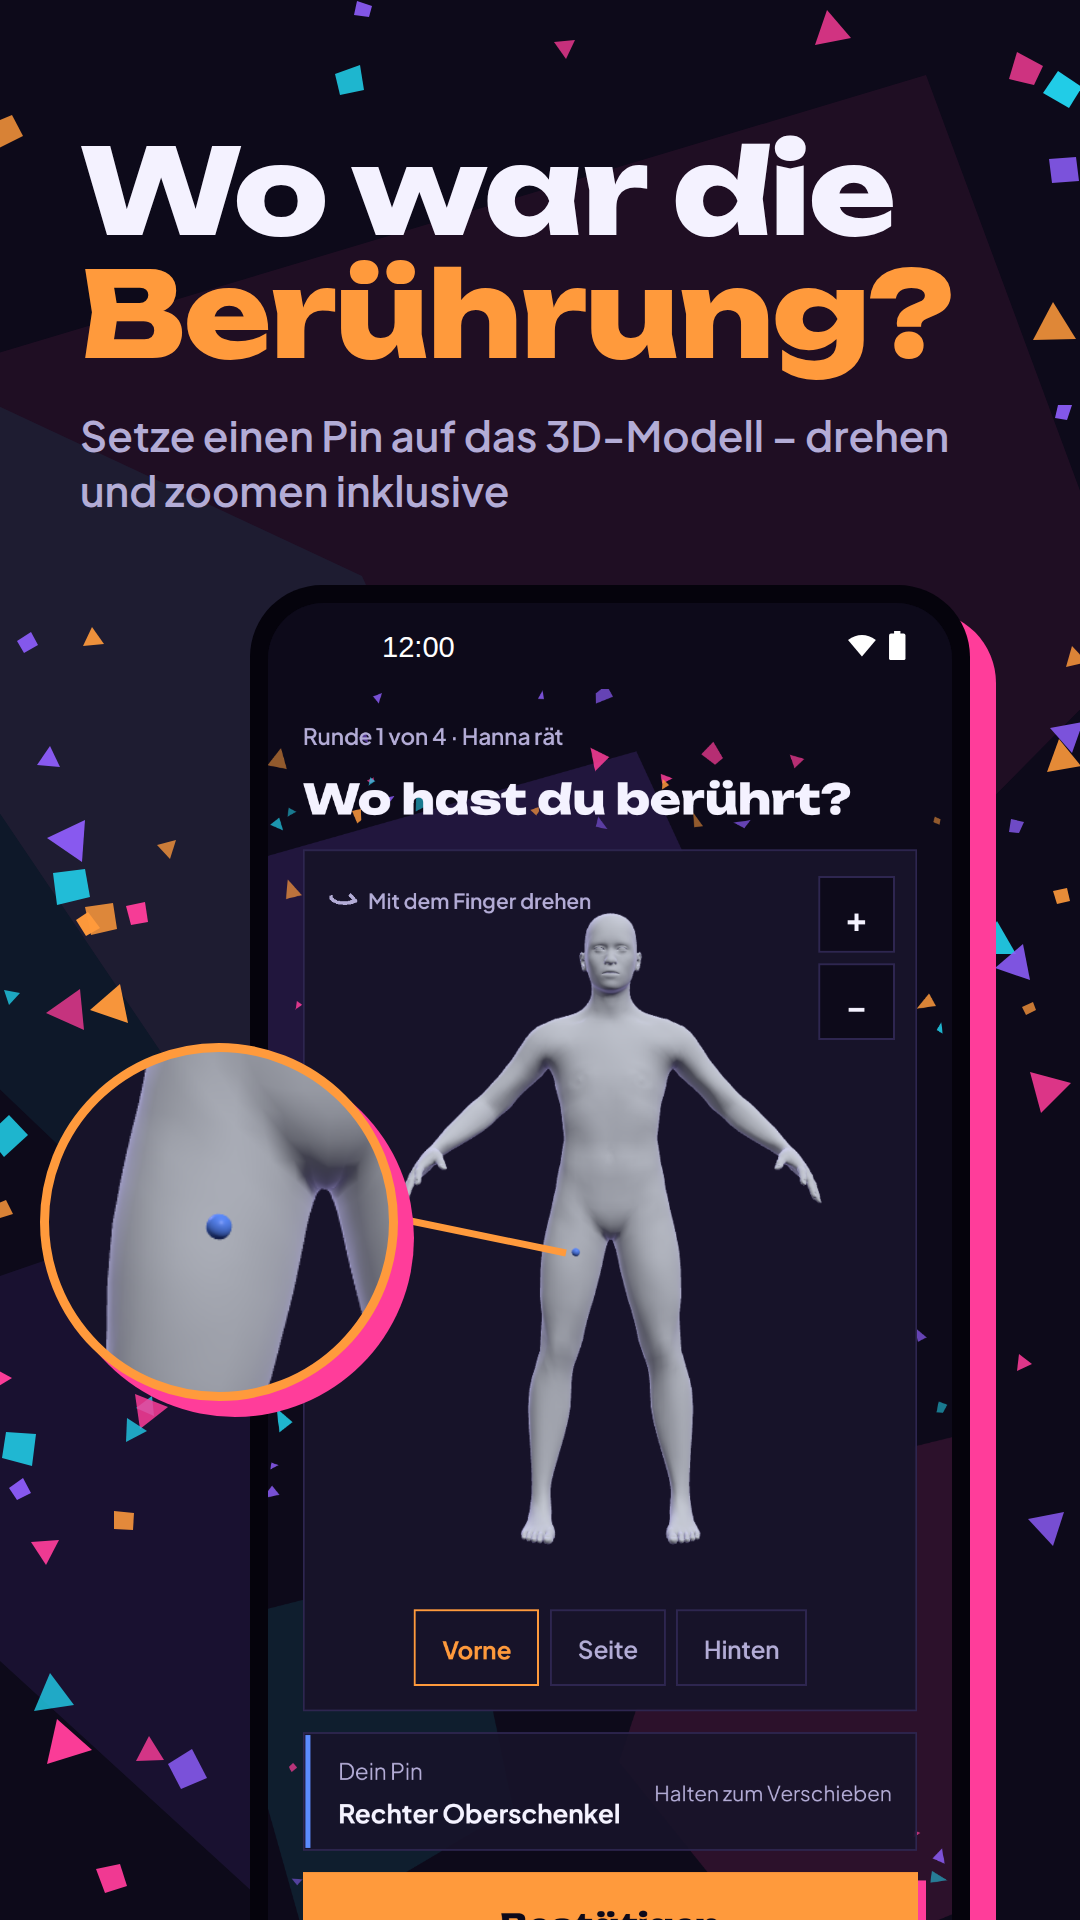 Wo war die
Berührung?
Setze einen Pin auf das 3D-Modell – drehen
und zoomen inklusive
12:00
Runde 1 von 4 · Hanna rät
Wo hast du berührt?
Mit dem Finger drehen
+
–
Vorne
Seite
Hinten
Dein Pin
Rechter Oberschenkel
Halten zum Verschieben
Bestätigen